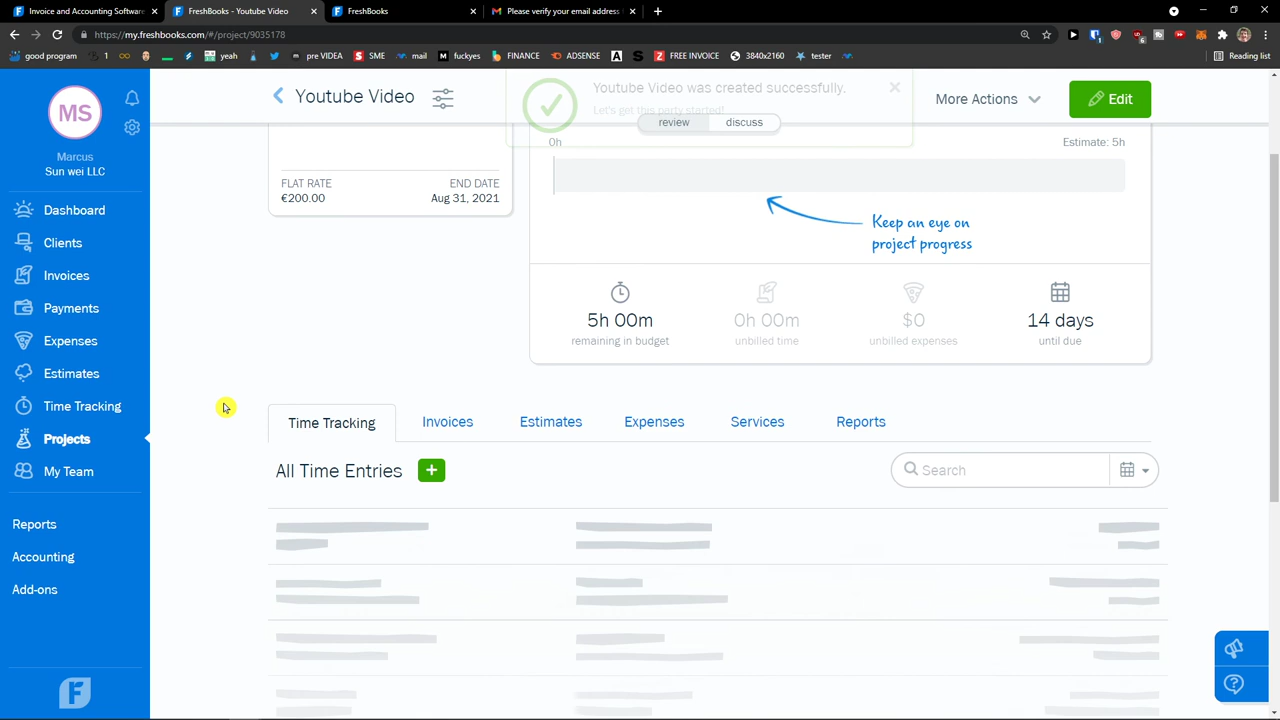 Invoice and Accounting Software
FreshBooks - Youtube Video
FreshBooks
Please verify your email address
https://my.freshbooks.com/#/project/9035178
good program
1
yeah
pre VIDEA
SME
mail
fuckyes
FINANCE
ADSENSE
FREE INVOICE
3840x2160
tester
Reading list
MS
Marcus
Sun wei LLC
Dashboard
Clients
Invoices
Payments
Expenses
Estimates
Time Tracking
Projects
My Team
Reports
Accounting
Add-ons
Youtube Video
Youtube Video was created successfully.
Let's get this party started!
review
discuss
More Actions
Edit
0h
Estimate: 5h
FLAT RATE
€200.00
END DATE
Aug 31, 2021
Keep an eye on
project progress
5h 00m
remaining in budget
0h 00m
unbilled time
$0
unbilled expenses
14 days
until due
Time Tracking
Invoices
Estimates
Expenses
Services
Reports
All Time Entries
Search